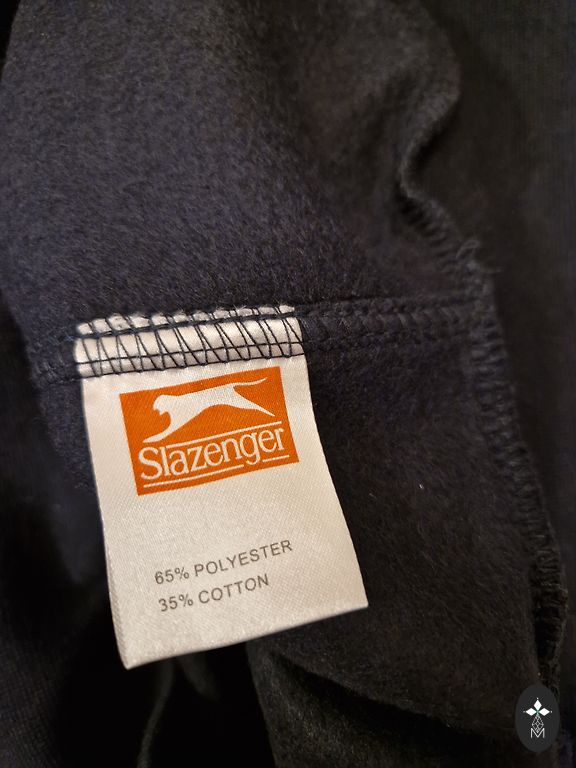 Slazenger
65% POLYESTER
35% COTTON